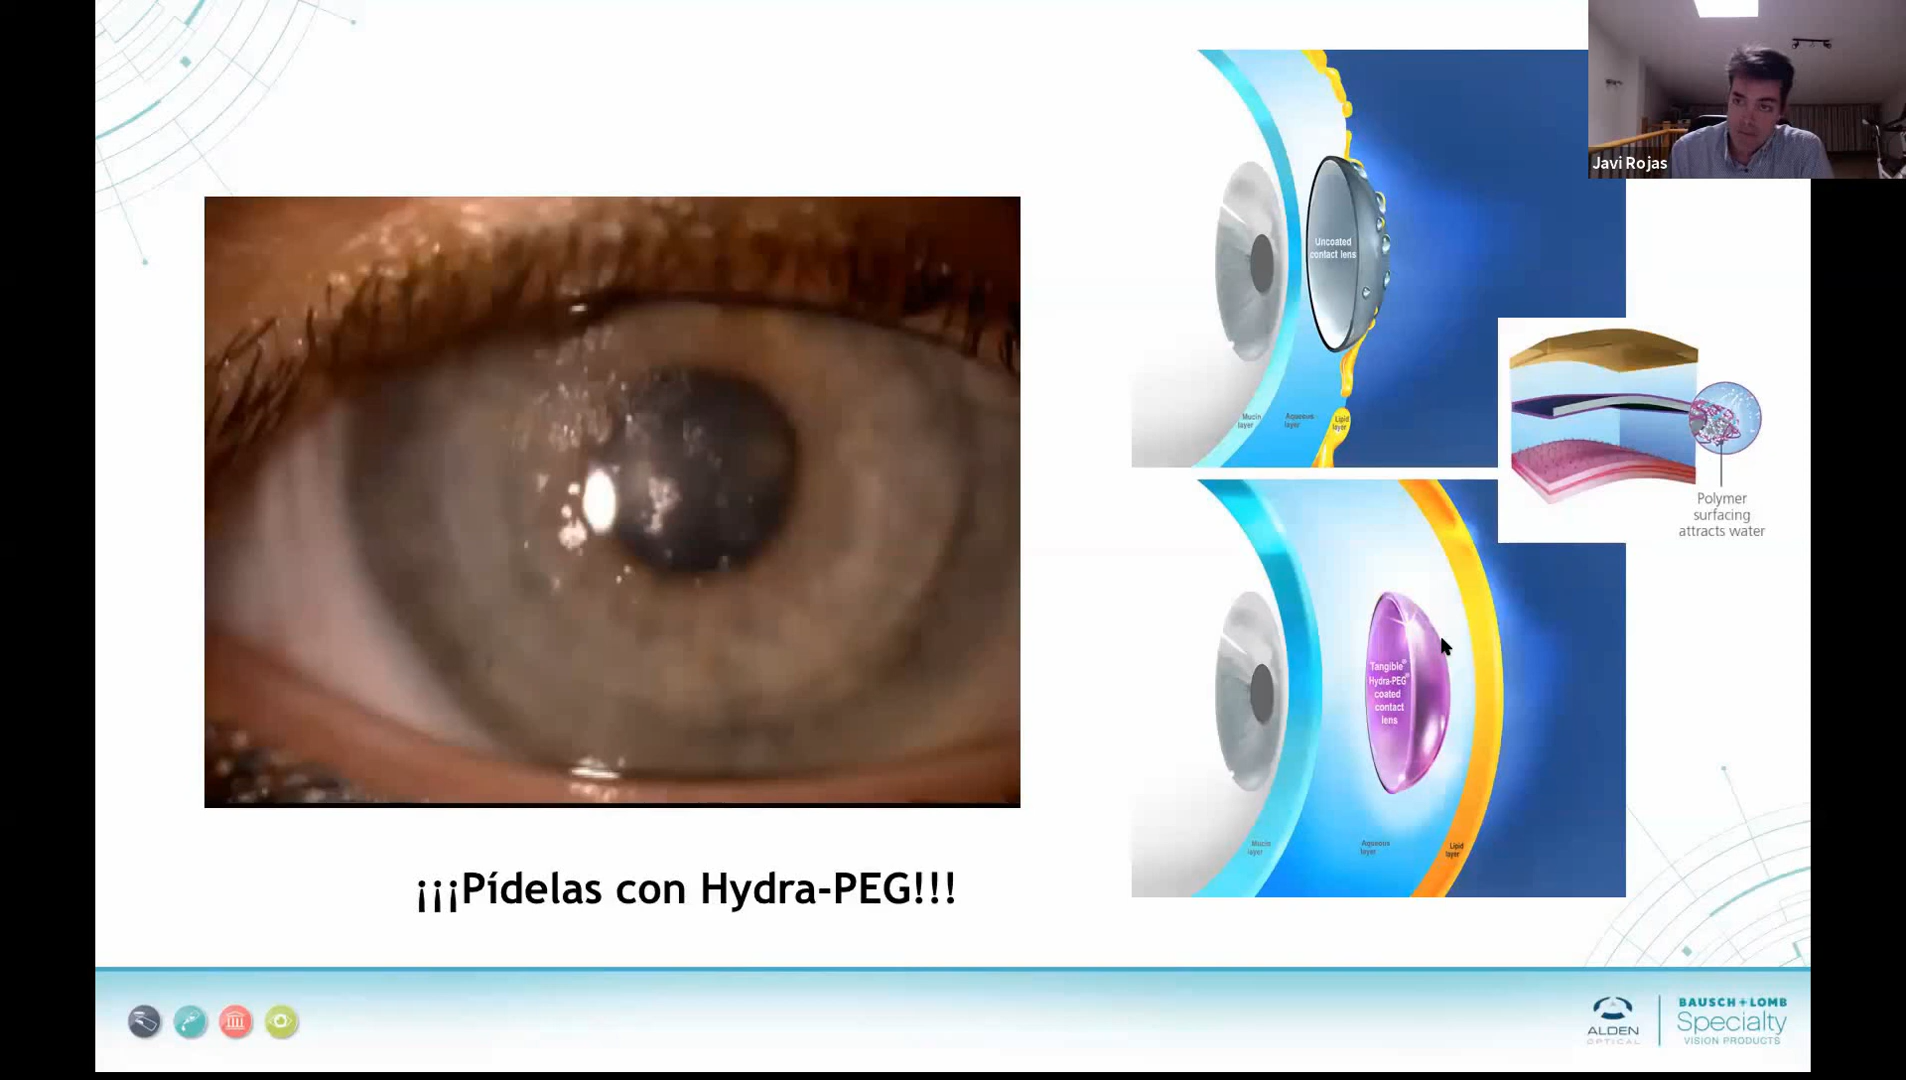 Javi Rojas
Uncoated
contact lens
Mucin
layer
Aqueous
layer
Lipid
layer
Polymer
surfacing
attracts water
Tangible®
Hydra-PEG®
coated
contact
lens
Mucin
layer
Aqueous
layer
Lipid
layer
¡¡¡Pídelas con Hydra-PEG!!!
ALDEN
OPTICAL
BAUSCH + LOMB
Specialty
VISION PRODUCTS